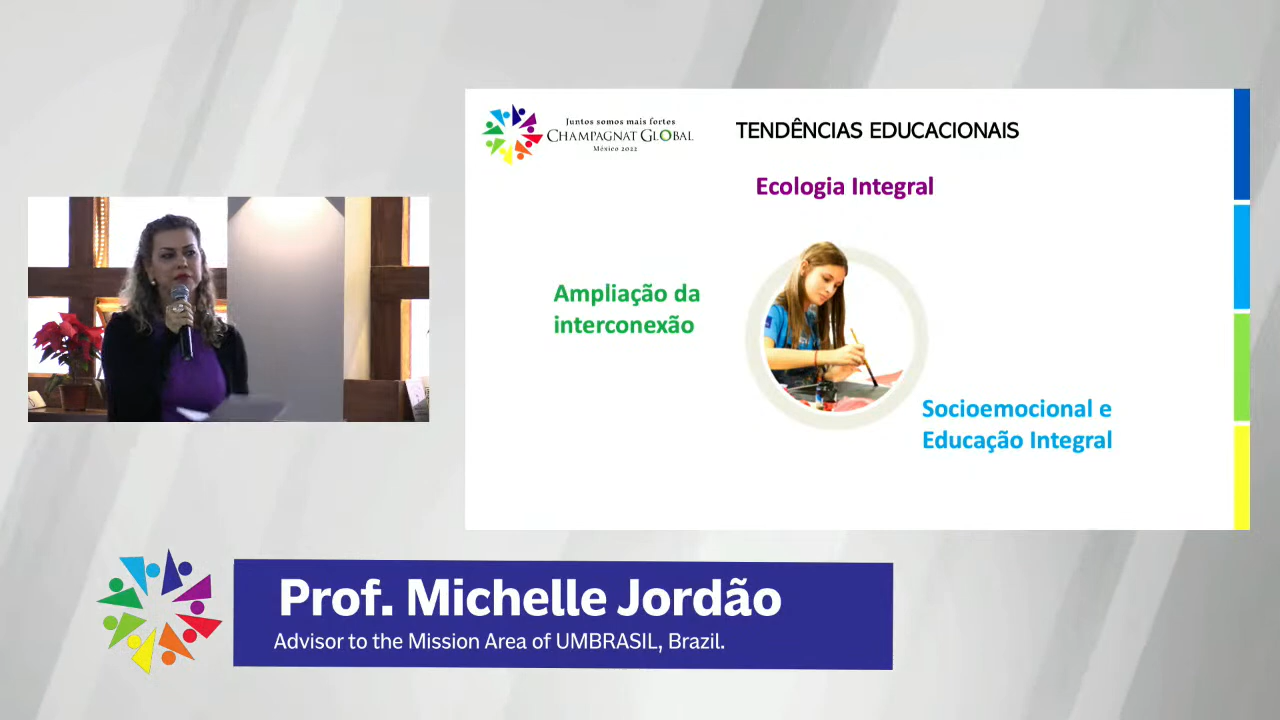 Juntos somos mais fortes
CHAMPAGNAT GLOBAL
México 2022
TENDÊNCIAS EDUCACIONAIS
Ecologia Integral
Ampliação da
interconexão
Socioemocional e
Educação Integral
Prof. Michelle Jordão
Advisor to the Mission Area of UMBRASIL, Brazil.